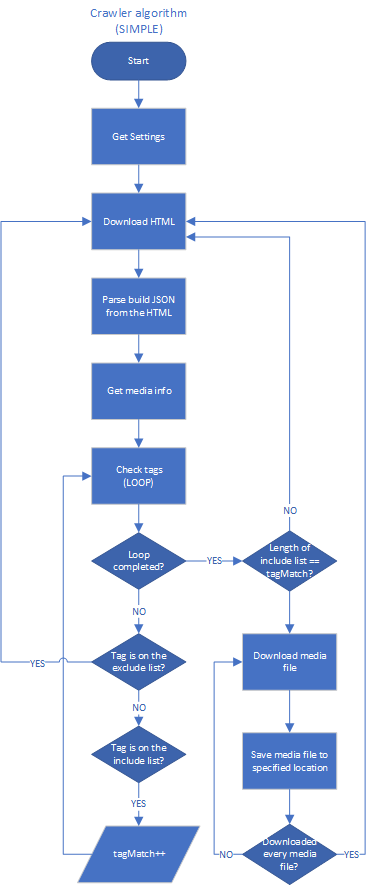 Crawler algorithm
(SIMPLE)
Start
Get Settings
Download HTML
Parse build JSON
from the HTML
Get media info
Check tags
(LOOP)
Loop
completed?
YES
NO
Length of
include list ==
tagMatch?
NO
Tag is on the
exclude list?
YES
NO
Download media
file
Tag is on the
include list?
YES
Save media file to
specified location
tagMatch++
Downloaded
every media
file?
NO
YES